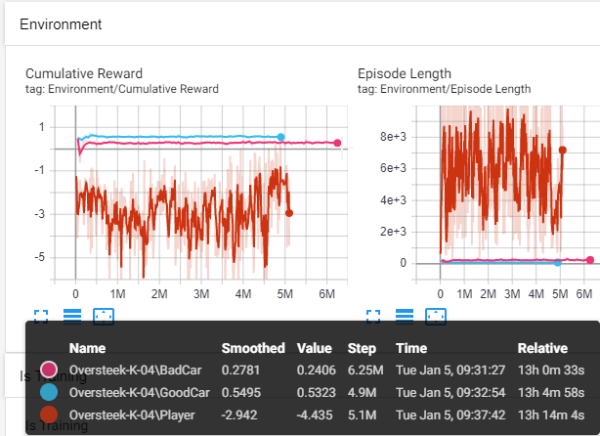 Environment
Cumulative Reward
tag: Environment/Cumulative Reward
1
-1
-3
-5
0 1M 2M 3M 4M 5M 6M
Episode Length
tag: Environment/Episode Length
8e+3
6e+3
4e+3
2e+3
0
0 1M 2M 3M 4M 5M 6M
Name Smoothed Value Step Time Relative
Oversteek-K-04\BadCar 0.2781 0.2406 6.25M Tue Jan 5, 09:31:27 13h 0m 33s
Is Training
Oversteek-K-04\GoodCar 0.5495 0.5323 4.9M Tue Jan 5, 09:32:54 13h 4m 58s
Oversteek-K-04\Player -2.942 -4.435 5.1M Tue Jan 5, 09:37:42 13h 14m 4s
Is Training